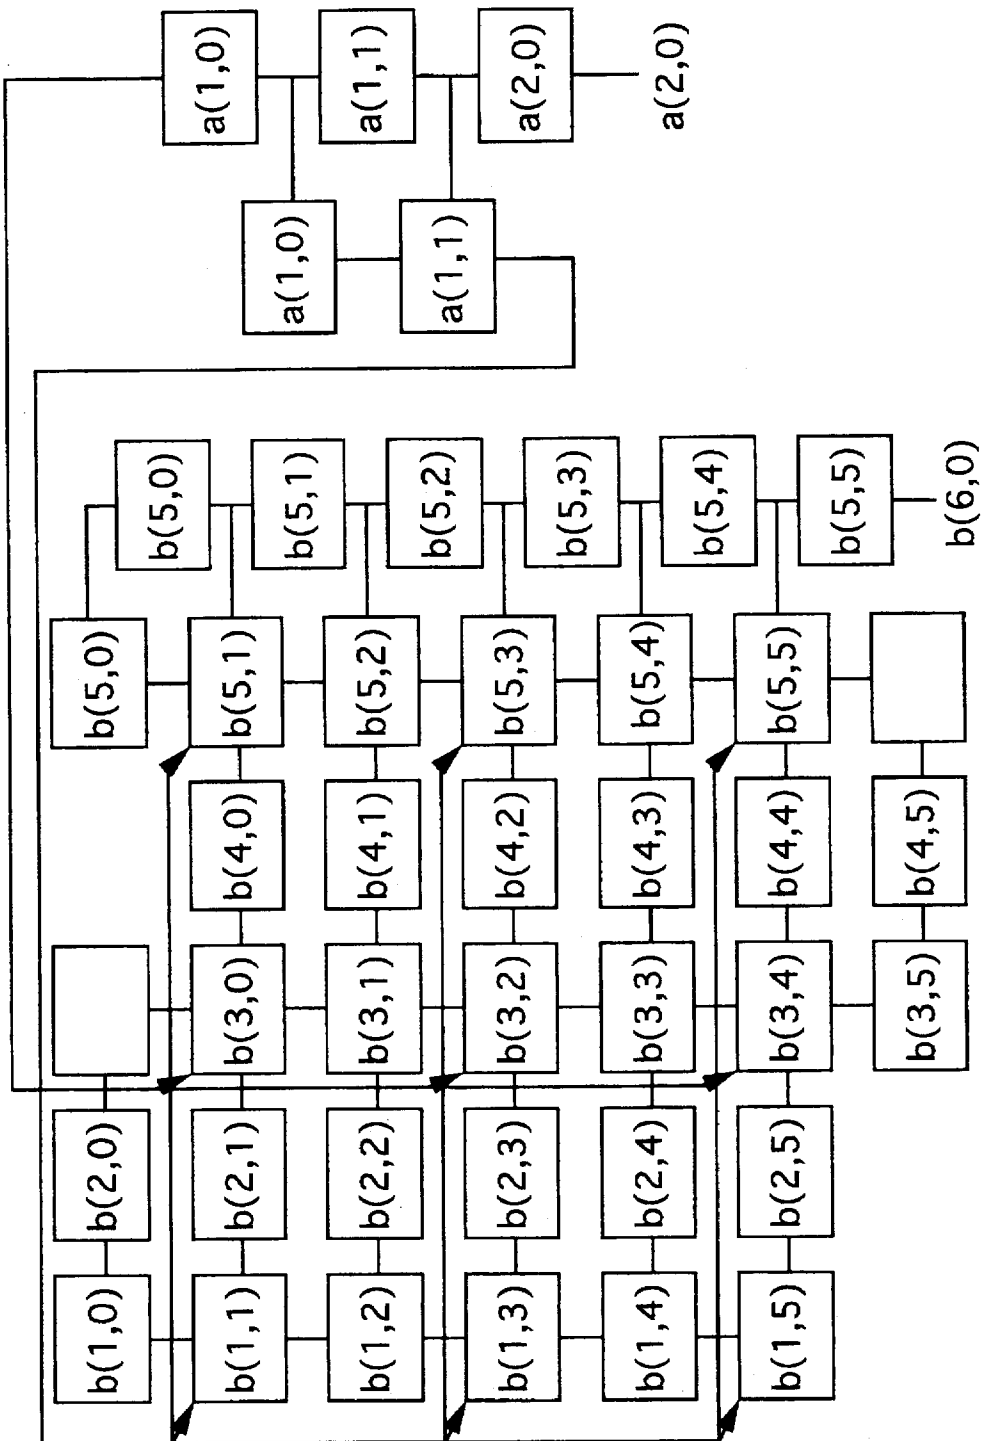 b(1,0)
b(2,0)
b(5,0)
b(5,0)
a(1,0)
b(1,1)
b(2,1)
b(3,0)
b(4,0)
b(5,1)
a(1,0)
b(5,1)
b(1,2)
b(2,2)
b(3,1)
b(4,1)
b(5,2)
a(1,1)
b(5,2)
a(1,1)
b(1,3)
b(2,3)
b(3,2)
b(4,2)
b(5,3)
a(2,0)
b(5,3)
b(1,4)
b(2,4)
b(3,3)
b(4,3)
b(5,4)
a(2,0)
b(5,4)
b(1,5)
b(2,5)
b(3,4)
b(4,4)
b(5,5)
b(5,5)
b(3,5)
b(4,5)
b(6,0)